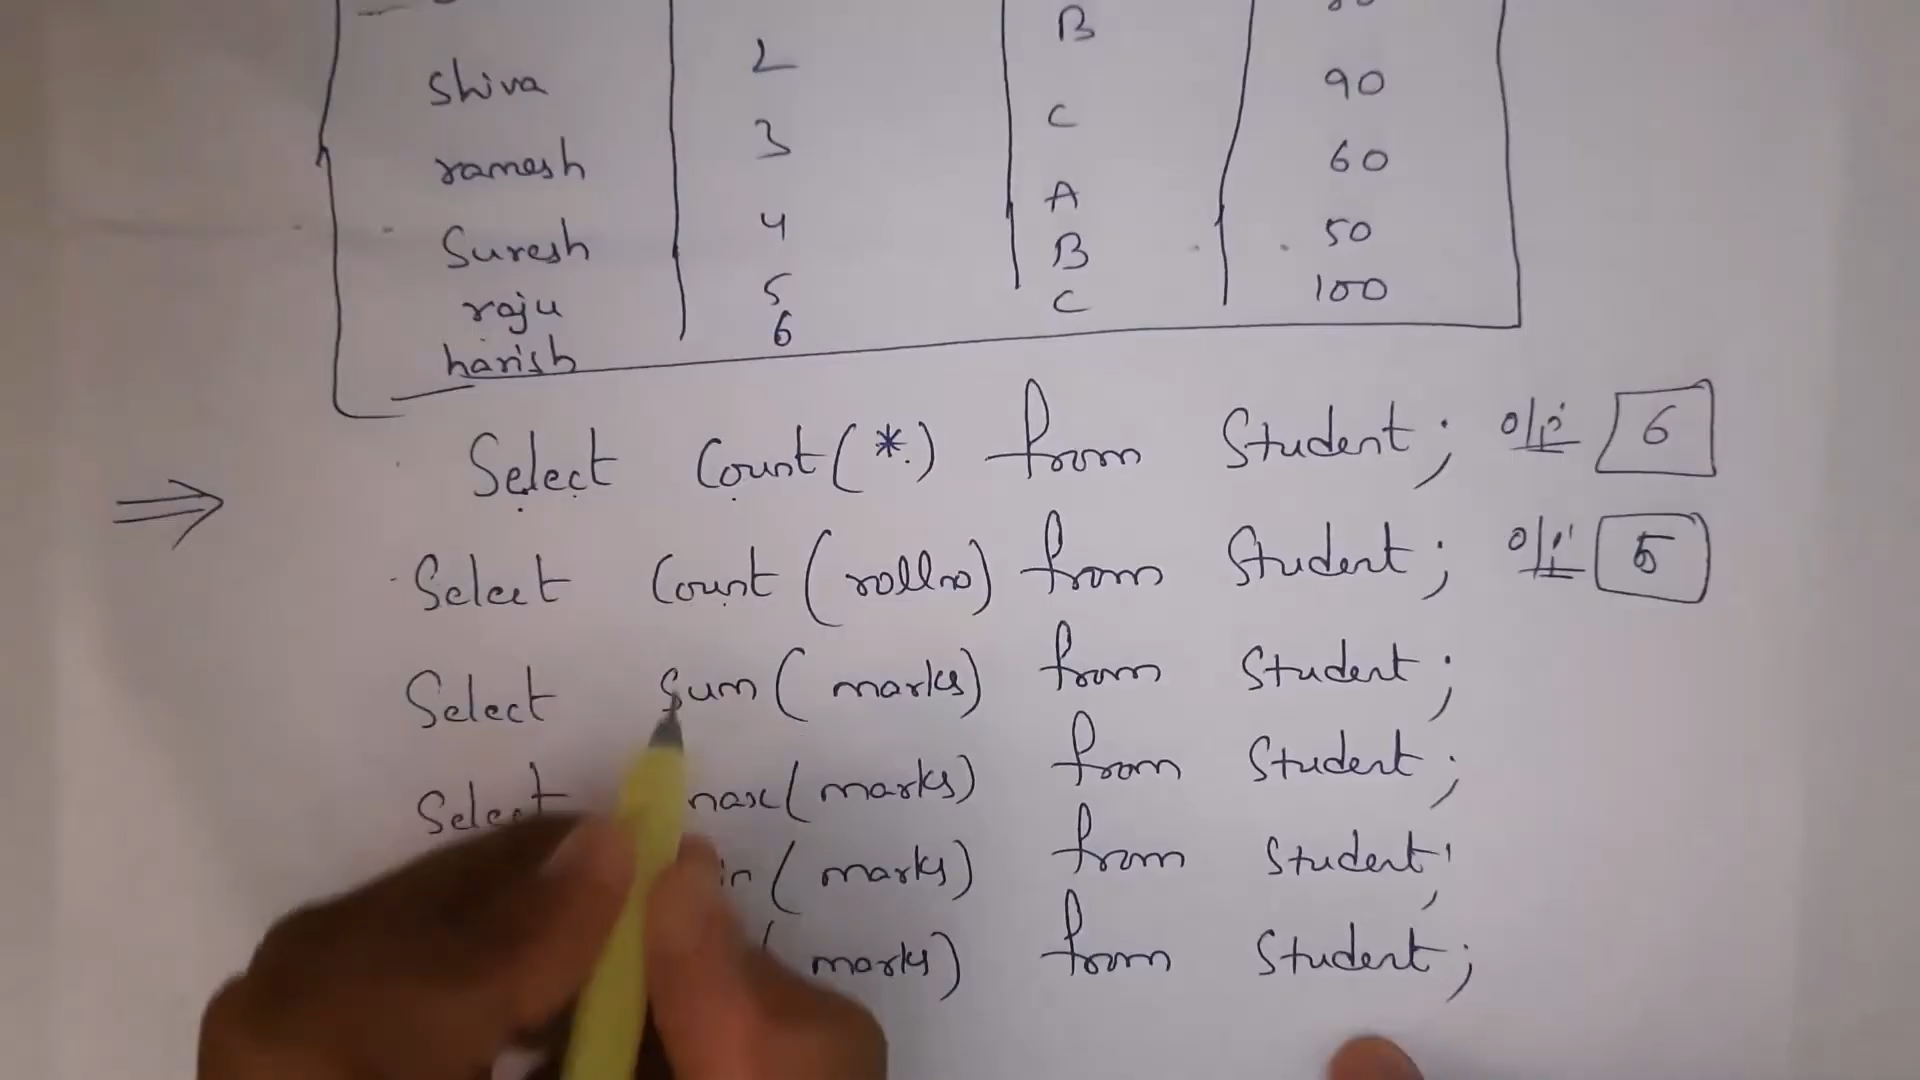 B
Shiva 2 90
ramesh 3 C 60
Suresh 4 A 50
raju 5 B 100
harish 6 C
Select Count(*) from Student; o/p 6
Select Count(rollno) from Student; o/p 5
Select Sum(marks) from Student;
Select max(marks) from Student;
in(marks) from Student;
(marks) from Student;